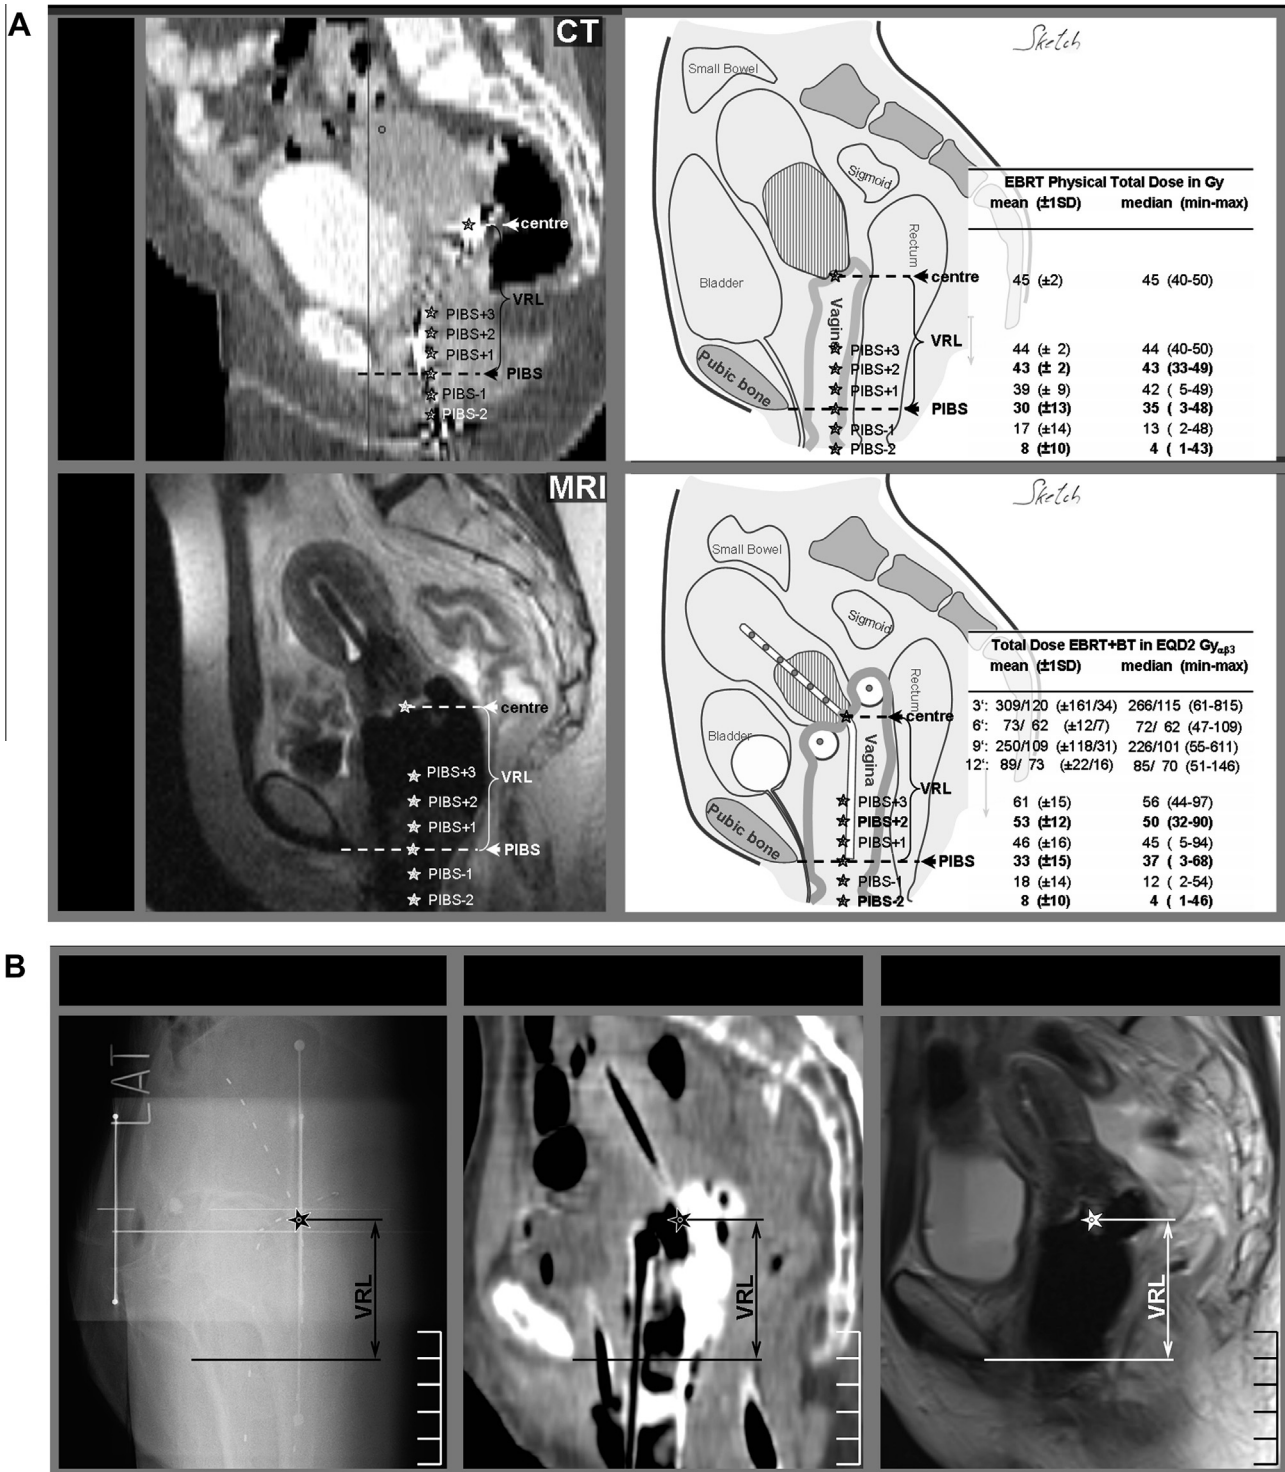 A
CT
centre
VRL
PIBS+3
PIBS+2
PIBS+1
PIBS
PIBS-1
PIBS-2
Sketch
Small Bowel
Sigmoid
Rectum
Bladder
Vagina
Pubic bone
centre
VRL
PIBS+3
PIBS+2
PIBS+1
PIBS
PIBS-1
PIBS-2
EBRT Physical Total Dose in Gy
mean (±1SD) median (min-max)
45 (±2) 45 (40-50)
44 (± 2) 44 (40-50)
43 (± 2) 43 (33-49)
39 (± 9) 42 ( 5-49)
30 (±13) 35 ( 3-48)
17 (±14) 13 ( 2-48)
8 (±10) 4 ( 1-43)
MRI
centre
PIBS+3
VRL
PIBS+2
PIBS+1
PIBS
PIBS-1
PIBS-2
Sketch
Small Bowel
Sigmoid
Rectum
Bladder
Vagina
Pubic bone
centre
VRL
PIBS+3
PIBS+2
PIBS+1
PIBS
PIBS-1
PIBS-2
Total Dose EBRT+BT in EQD2 Gyαβ3
mean (±1SD) median (min-max)
3': 309/120 (±161/34) 266/115 (61-815)
6': 73/ 62 (±12/7) 72/ 62 (47-109)
9': 250/109 (±118/31) 226/101 (55-611)
12': 89/ 73 (±22/16) 85/ 70 (51-146)
61 (±15) 56 (44-97)
53 (±12) 50 (32-90)
46 (±16) 45 ( 5-94)
33 (±15) 37 ( 3-68)
18 (±14) 12 ( 2-54)
8 (±10) 4 ( 1-46)
B
LAT
VRL
VRL
VRL